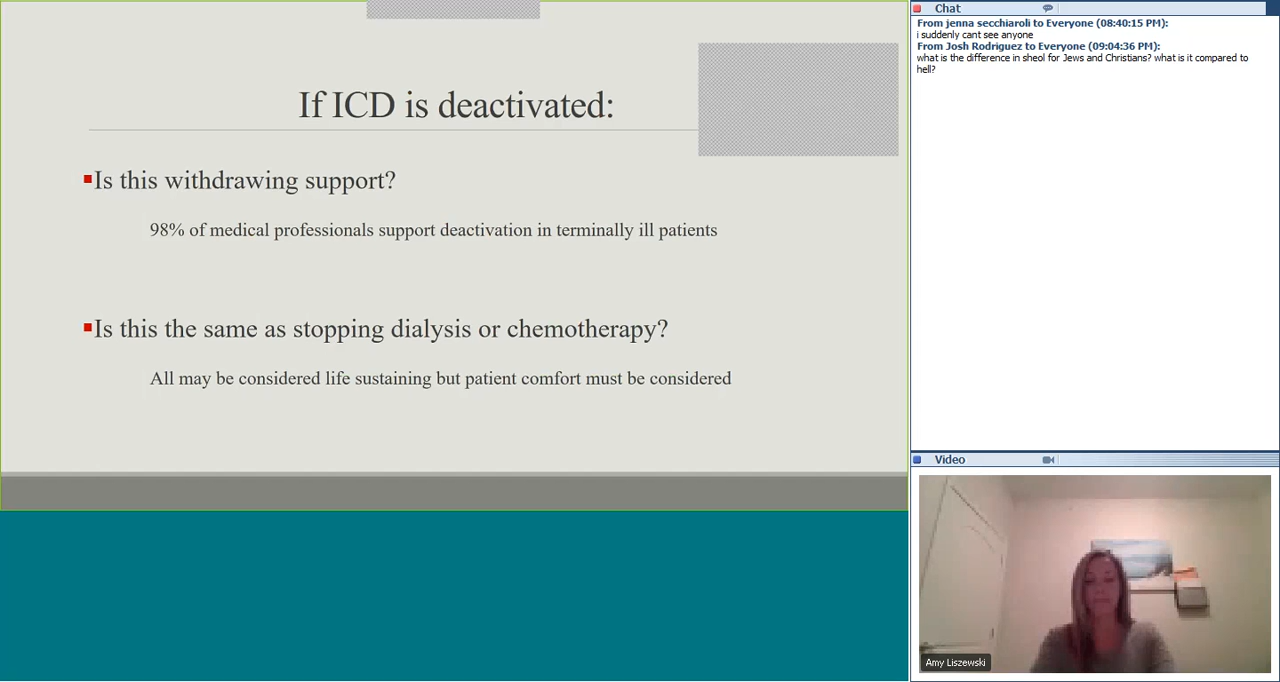 If ICD is deactivated:
Is this withdrawing support?
98% of medical professionals support deactivation in terminally ill patients
Is this the same as stopping dialysis or chemotherapy?
All may be considered life sustaining but patient comfort must be considered
Chat
From jenna secchiaroli to Everyone (08:40:15 PM):
i suddenly cant see anyone
From Josh Rodriguez to Everyone (09:04:36 PM):
what is the difference in sheol for Jews and Christians? what is it compared to
hell?
Video
Amy Liszewski